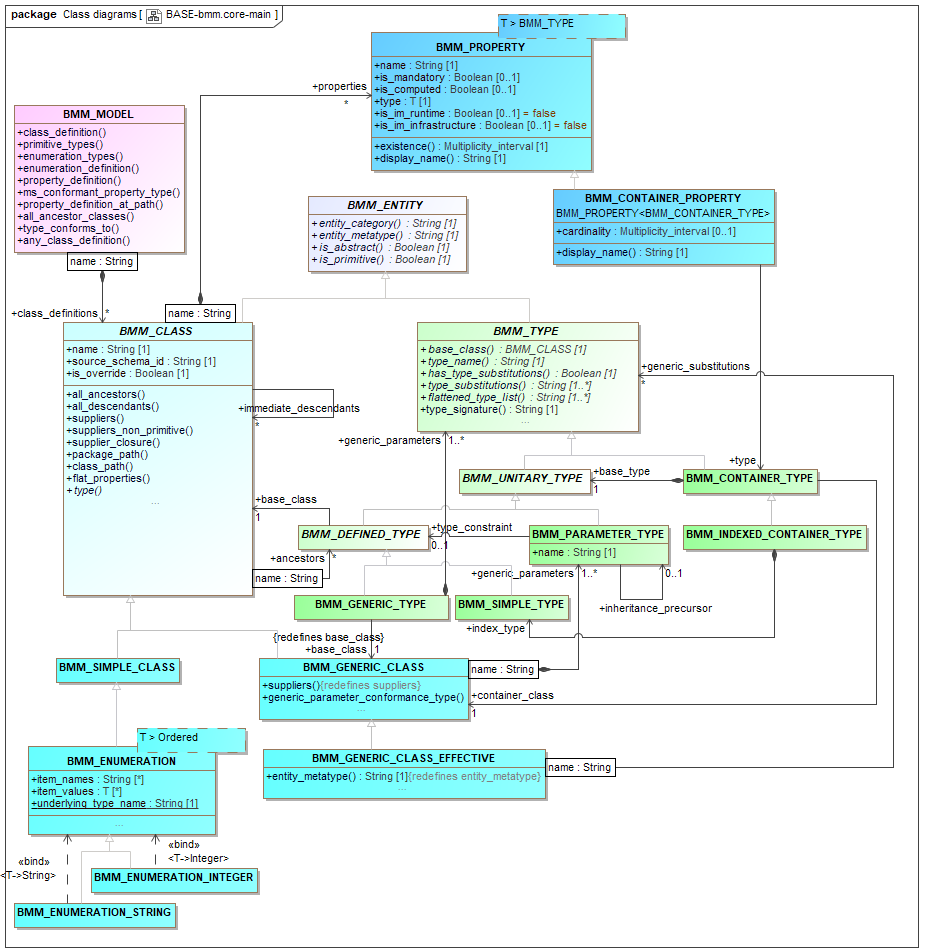 package Class diagrams [ BASE-bmm.core-main ]
T > BMM_TYPE
BMM_PROPERTY
+name : String [1]
+is_mandatory : Boolean [0..1]
+is_computed : Boolean [0..1]
+type : T [1]
+is_im_runtime : Boolean [0..1] = false
+is_im_infrastructure : Boolean [0..1] = false
+existence() : Multiplicity_interval [1]
+display_name() : String [1]
+properties
*
BMM_MODEL
+class_definition()
+primitive_types()
+enumeration_types()
+enumeration_definition()
+property_definition()
+ms_conformant_property_type()
+property_definition_at_path()
+all_ancestor_classes()
+type_conforms_to()
+any_class_definition()
name : String
BMM_ENTITY
+entity_category() : String [1]
+entity_metatype() : String [1]
+is_abstract() : Boolean [1]
+is_primitive() : Boolean [1]
BMM_CONTAINER_PROPERTY
BMM_PROPERTY<BMM_CONTAINER_TYPE>
+cardinality : Multiplicity_interval [0..1]
+display_name() : String [1]
+class_definitions
*
name : String
BMM_CLASS
+name : String [1]
+source_schema_id : String [1]
+is_override : Boolean [1]
+all_ancestors()
+all_descendants()
+suppliers()
+suppliers_non_primitive()
+supplier_closure()
+package_path()
+class_path()
+flat_properties()
+type()
...
+immediate_descendants
*
BMM_TYPE
+base_class() : BMM_CLASS [1]
+type_name() : String [1]
+has_type_substitutions() : Boolean [1]
+type_substitutions() : String [1..*]
+flattened_type_list() : String [1..*]
+type_signature() : String [1]
...
+generic_substitutions
*
+generic_parameters
1..*
+type
BMM_UNITARY_TYPE
+base_type
1
BMM_CONTAINER_TYPE
+base_class
1
BMM_DEFINED_TYPE
+type_constraint
0..1
BMM_PARAMETER_TYPE
+name : String [1]
BMM_INDEXED_CONTAINER_TYPE
+ancestors
*
name : String
+generic_parameters
1..*
0..1
+inheritance_precursor
BMM_GENERIC_TYPE
BMM_SIMPLE_TYPE
+index_type
{redefines base_class}
+base_class
1
BMM_SIMPLE_CLASS
BMM_GENERIC_CLASS
+suppliers(){redefines suppliers}
+generic_parameter_conformance_type()
...
name : String
+container_class
1
T > Ordered
BMM_ENUMERATION
+item_names : String [*]
+item_values : T [*]
+underlying_type_name : String [1]
...
BMM_GENERIC_CLASS_EFFECTIVE
+entity_metatype() : String [1]{redefines entity_metatype}
...
name : String
«bind»
<T->String>
«bind»
<T->Integer>
BMM_ENUMERATION_INTEGER
BMM_ENUMERATION_STRING